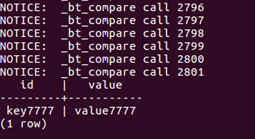 NOTICE:  _bt_compare call 2796
NOTICE:  _bt_compare call 2797
NOTICE:  _bt_compare call 2798
NOTICE:  _bt_compare call 2799
NOTICE:  _bt_compare call 2800
NOTICE:  _bt_compare call 2801
   id    |   value
---------+-----------
 key7777 | value7777
(1 row)